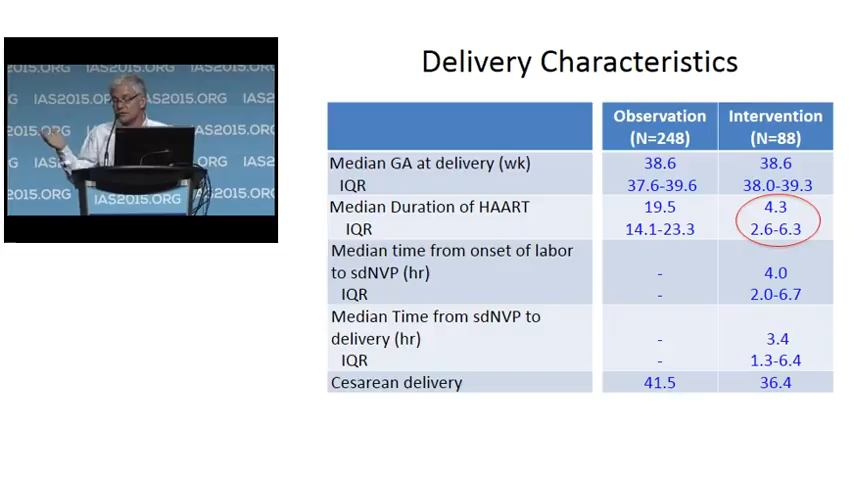 IAS2015.ORG IAS2015.ORG
IAS2015.ORG
IAS2015.ORG
IAS2015.ORG
IAS2015.ORG
Delivery Characteristics
Observation (N=248) Intervention (N=88)
Median GA at delivery (wk) 38.6 38.6
IQR 37.6-39.6 38.0-39.3
Median Duration of HAART 19.5 4.3
IQR 14.1-23.3 2.6-6.3
Median time from onset of labor
to sdNVP (hr) - 4.0
IQR - 2.0-6.7
Median Time from sdNVP to
delivery (hr) - 3.4
IQR - 1.3-6.4
Cesarean delivery 41.5 36.4